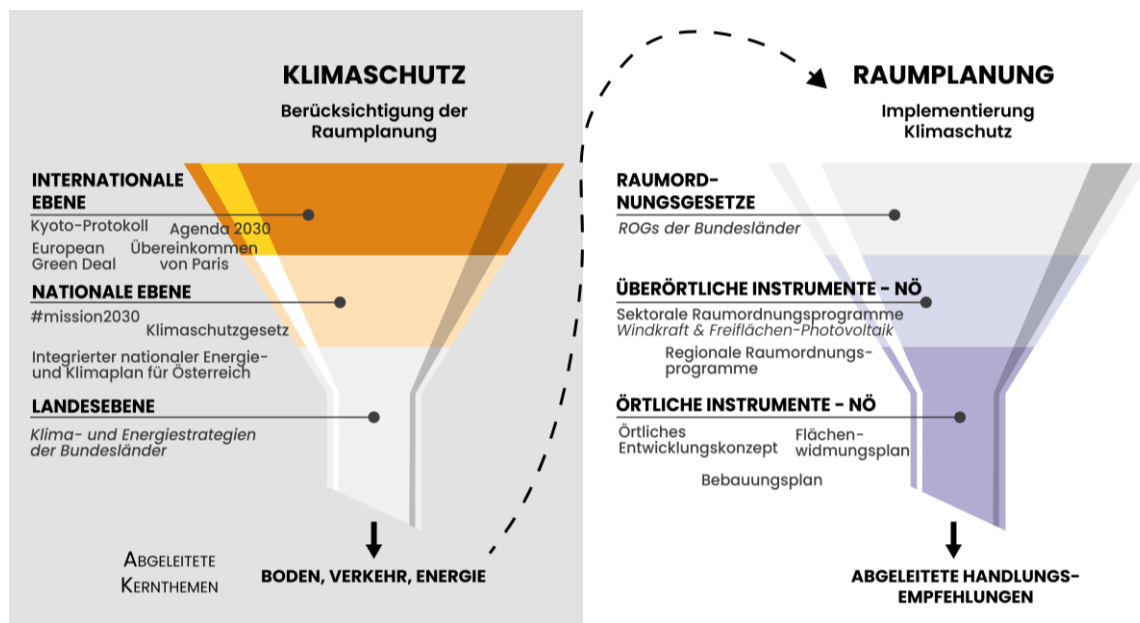 KLIMASCHUTZ
Berücksichtigung der
Raumplanung
INTERNATIONALE
EBENE
Kyoto-Protokoll
Agenda 2030
European
Green Deal
Übereinkommen
von Paris
NATIONALE EBENE
#mission2030
Klimaschutzgesetz
Integrierter nationaler Energie-
und Klimaplan für Österreich
LANDESEBENE
Klima- und Energiestrategien
der Bundesländer
ABGELEITETE
KERNTHEMEN
BODEN, VERKEHR, ENERGIE
RAUMPLANUNG
Implementierung
Klimaschutz
RAUMORD-
NUNGSGESETZE
ROGs der Bundesländer
ÜBERÖRTLICHE INSTRUMENTE - NÖ
Sektorale Raumordnungsprogramme
Windkraft & Freiflächen-Photovoltaik
Regionale Raumordnungs-
programme
ÖRTLICHE INSTRUMENTE - NÖ
Örtliches
Entwicklungskonzept
Flächen-
widmungsplan
Bebauungsplan
ABGELEITETE HANDLUNGS-
EMPFEHLUNGEN